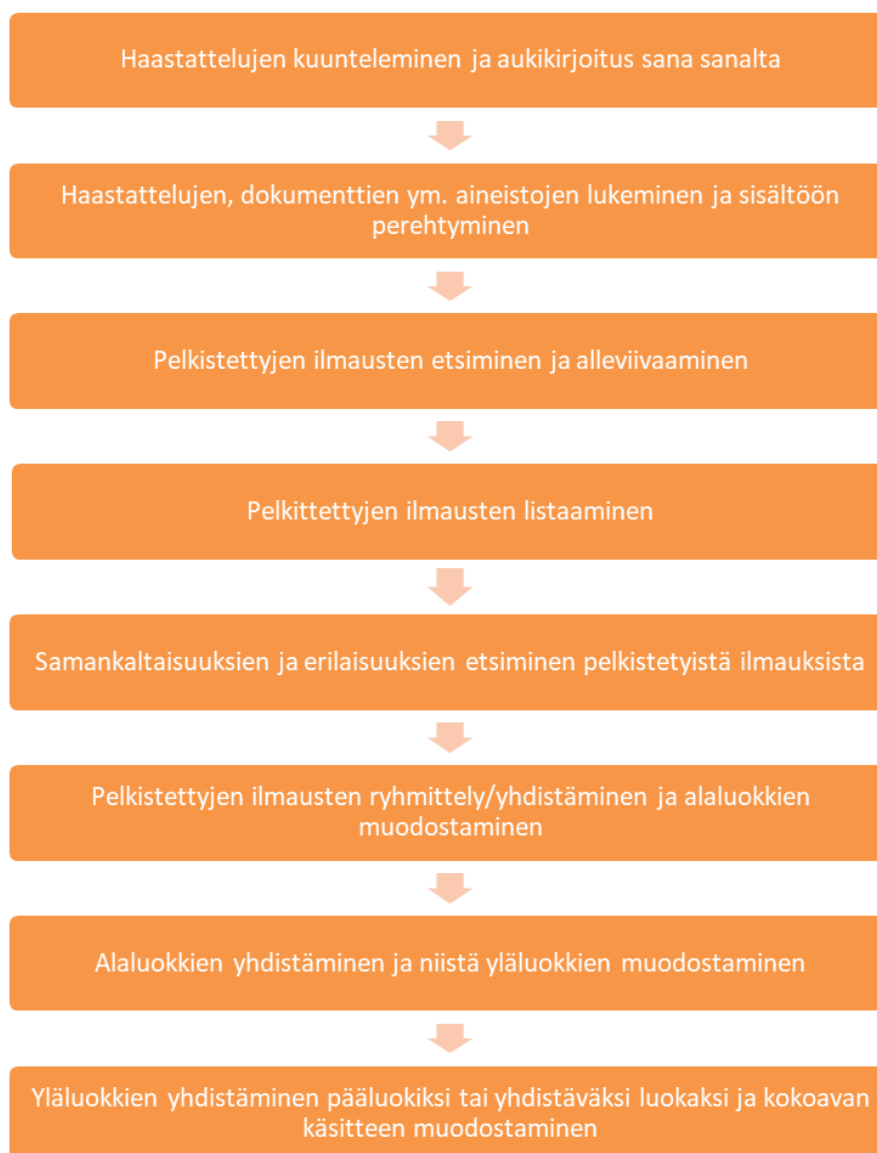 Haastattelujen kuunteleminen ja aukikirjoitus sana sanalta
Haastattelujen, dokumenttien ym. aineistojen lukeminen ja sisältöön
perehtyminen
Pelkistettyjen ilmausten etsiminen ja alleviivaaminen
Pelkittettyjen ilmausten listaaminen
Samankaltaisuuksien ja erilaisuuksien etsiminen pelkistetyistä ilmauksista
Pelkistettyjen ilmausten ryhmittely/yhdistäminen ja alaluokkien
muodostaminen
Alaluokkien yhdistäminen ja niistä yläluokkien muodostaminen
Yläluokkien yhdistäminen pääluokiksi tai yhdistäväksi luokaksi ja kokoavan
käsitteen muodostaminen